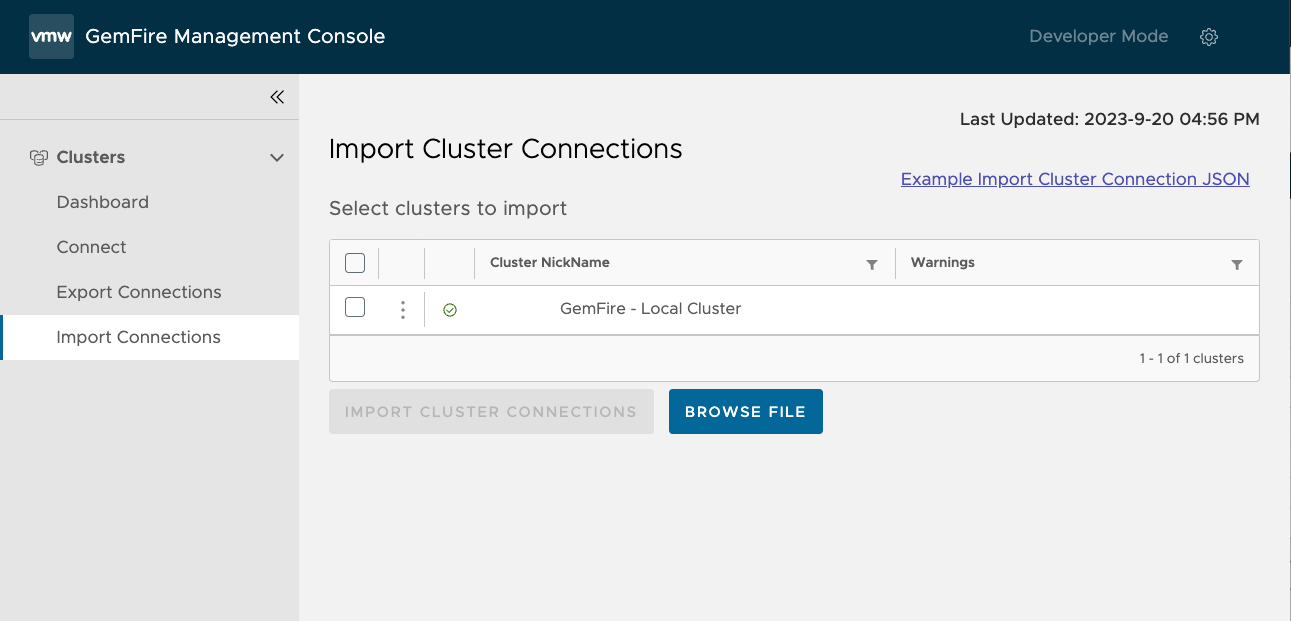 vmw GemFire Management Console
Developer Mode
Clusters
Dashboard
Connect
Export Connections
Import Connections
Last Updated: 2023-9-20 04:56 PM
Import Cluster Connections
Example Import Cluster Connection JSON
Select clusters to import
Cluster NickName Warnings
GemFire - Local Cluster
1 - 1 of 1 clusters
IMPORT CLUSTER CONNECTIONS BROWSE FILE